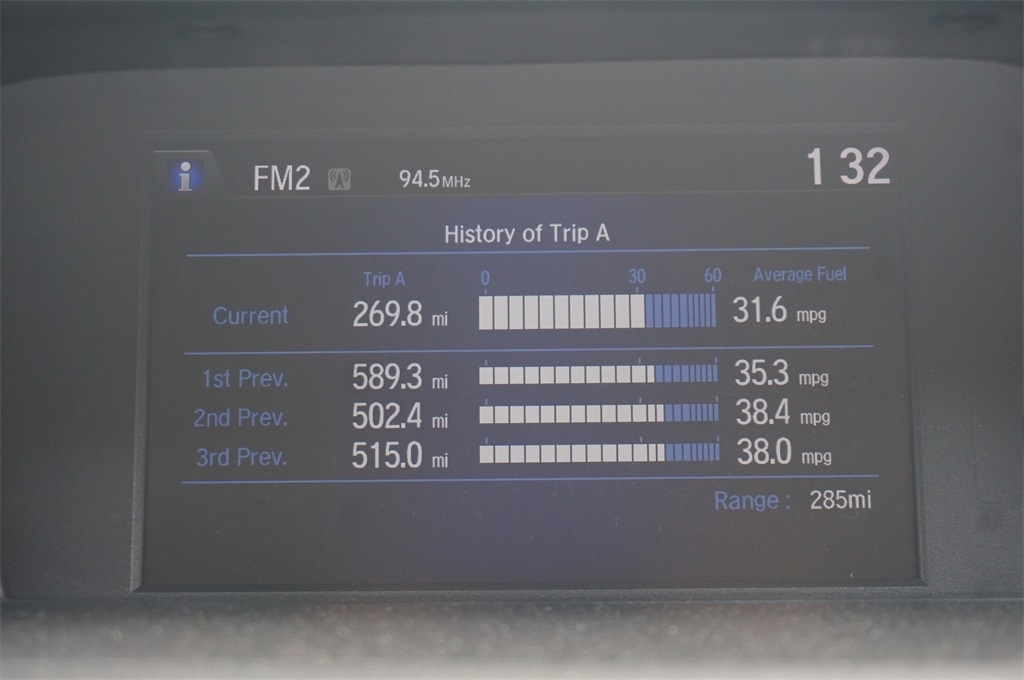 i FM2 94.5MHz 1 32
History of Trip A
Trip A 0 30 60 Average Fuel
Current 269.8 mi 31.6 mpg
1st Prev. 589.3 mi 35.3 mpg
2nd Prev. 502.4 mi 38.4 mpg
3rd Prev. 515.0 mi 38.0 mpg
Range : 285mi